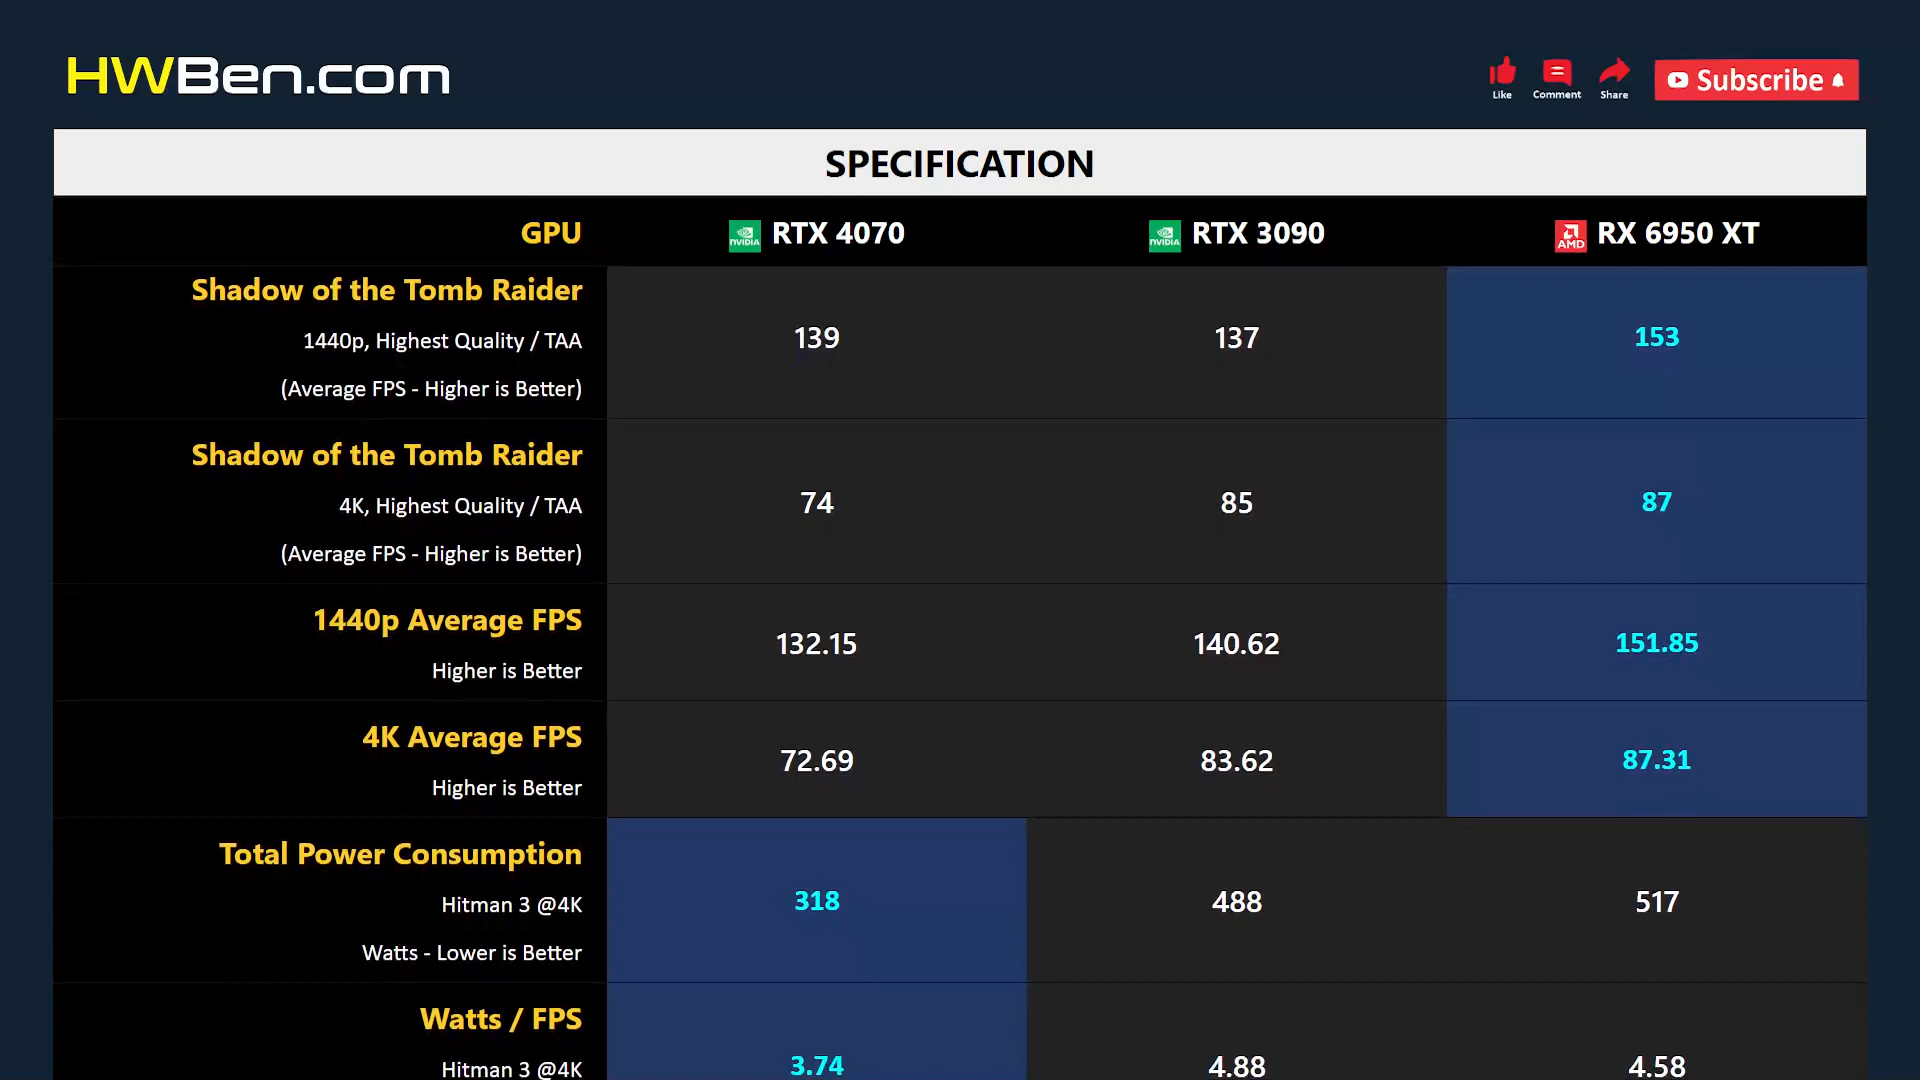 HWBen.com
Like
Comment
Share
Subscribe
SPECIFICATION
GPU
NVIDIA
RTX 4070
NVIDIA
RTX 3090
AMD
RX 6950 XT
Shadow of the Tomb Raider
1440p, Highest Quality / TAA
(Average FPS - Higher is Better)
139
137
153
Shadow of the Tomb Raider
4K, Highest Quality / TAA
(Average FPS - Higher is Better)
74
85
87
1440p Average FPS
Higher is Better
132.15
140.62
151.85
4K Average FPS
Higher is Better
72.69
83.62
87.31
Total Power Consumption
Hitman 3 @4K
Watts - Lower is Better
318
488
517
Watts / FPS
Hitman 3 @4K
3.74
4.88
4.58